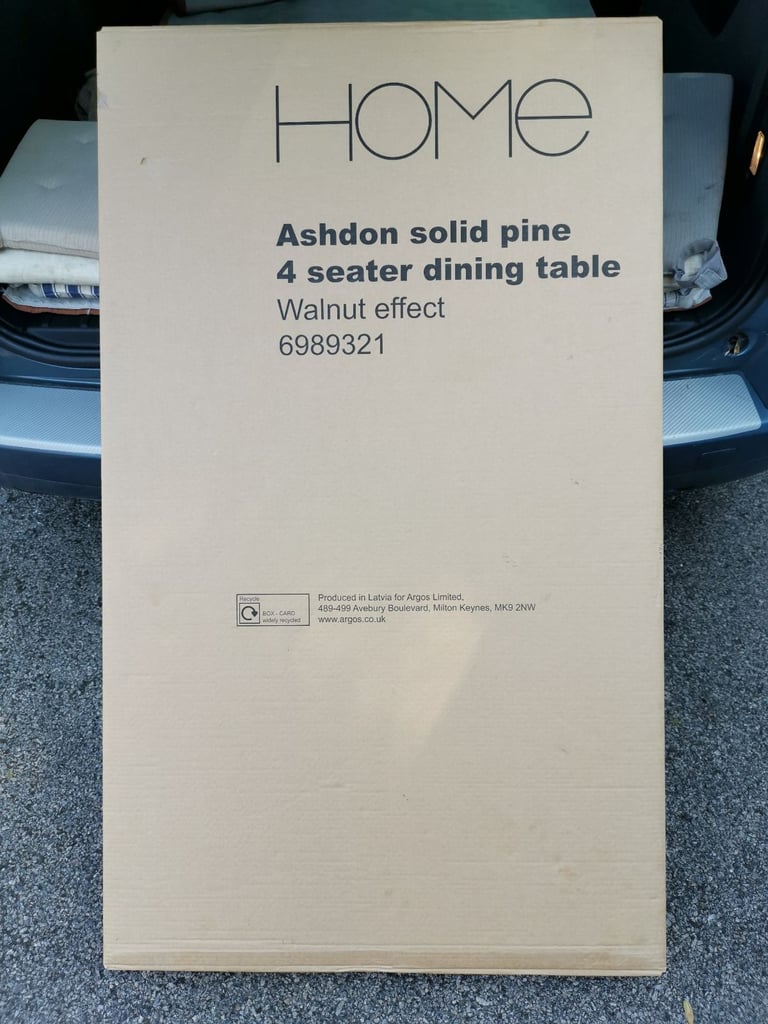 HOMe
Ashdon solid pine
4 seater dining table
Walnut effect
6989321
Recycle
BOX - CARD
widely recycled
Produced in Latvia for Argos Limited,
489-499 Avebury Boulevard, Milton Keynes, MK9 2NW
www.argos.co.uk